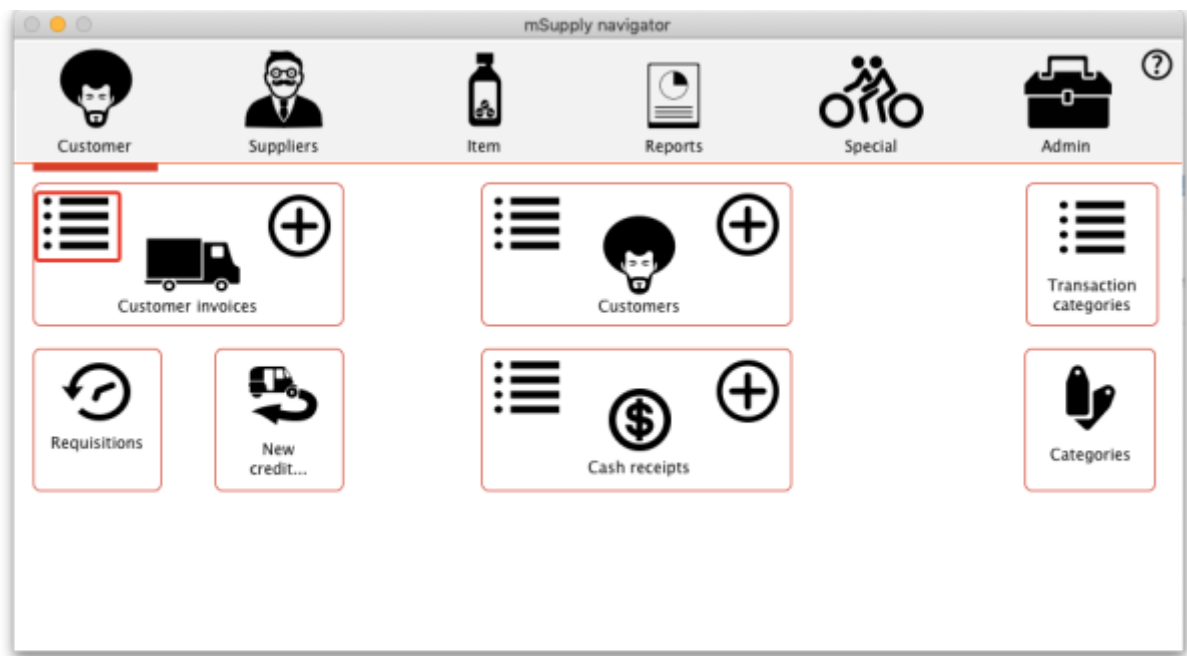 mSupply navigator
?
Customer
Suppliers
Item
Reports
Special
Admin
Customer invoices
Customers
Transaction
categories
Requisitions
New
credit...
$
Cash receipts
Categories